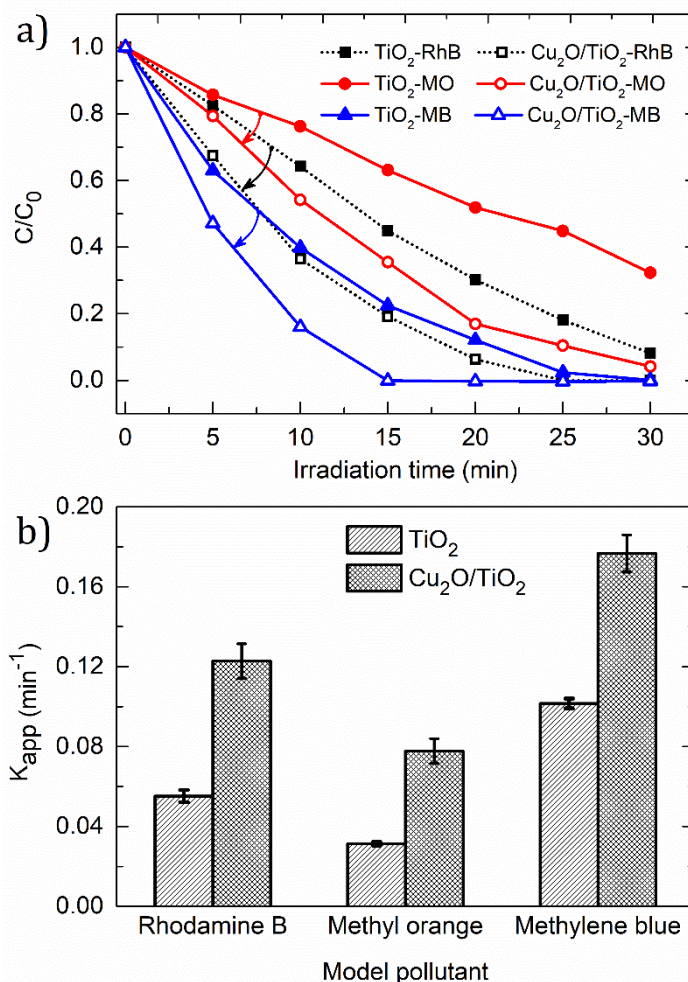 a)
C/C₀
1.0
0.8
0.6
0.4
0.2
0.0
TiO₂-RhB
Cu₂O/TiO₂-RhB
TiO₂-MO
Cu₂O/TiO₂-MO
TiO₂-MB
Cu₂O/TiO₂-MB
0 5 10 15 20 25 30
Irradiation time (min)
b)
K_app (min⁻¹)
0.20
0.16
0.12
0.08
0.04
0.00
TiO₂
Cu₂O/TiO₂
Rhodamine B Methyl orange Methylene blue
Model pollutant